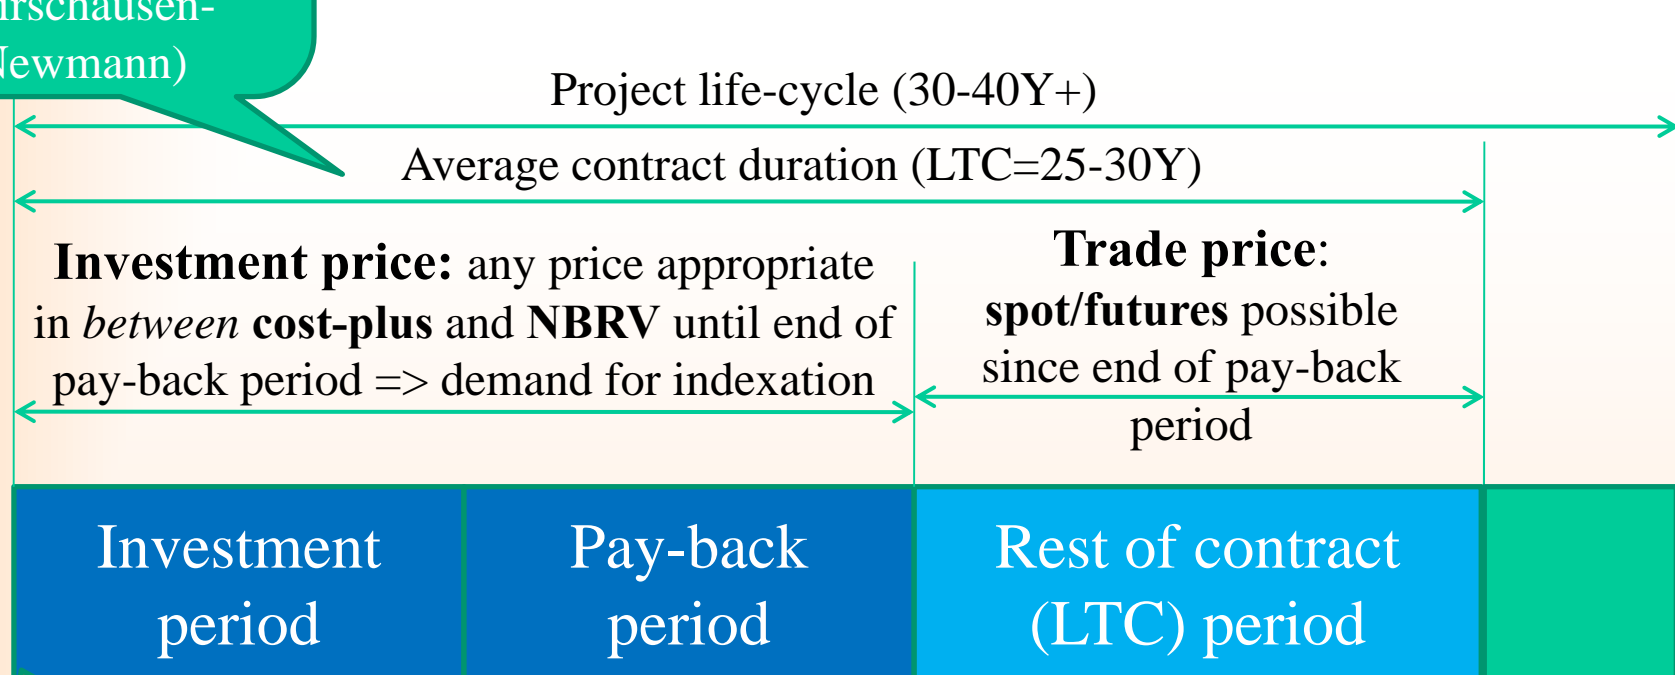 Newmann)
Project life-cycle (30-40Y+)
Average contract duration (LTC=25-30Y)
Investment price: any price appropriate
in between cost-plus and NBRV until end of
pay-back period => demand for indexation
Trade price:
spot/futures possible
since end of pay-back
period
Investment
period
Pay-back
period
Rest of contract
(LTC) period